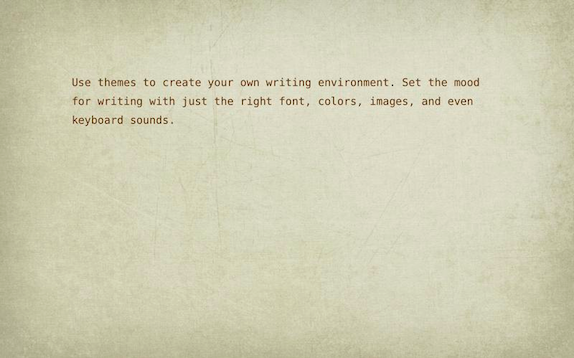 Use themes to create your own writing environment. Set the mood
for writing with just the right font, colors, images, and even
keyboard sounds.